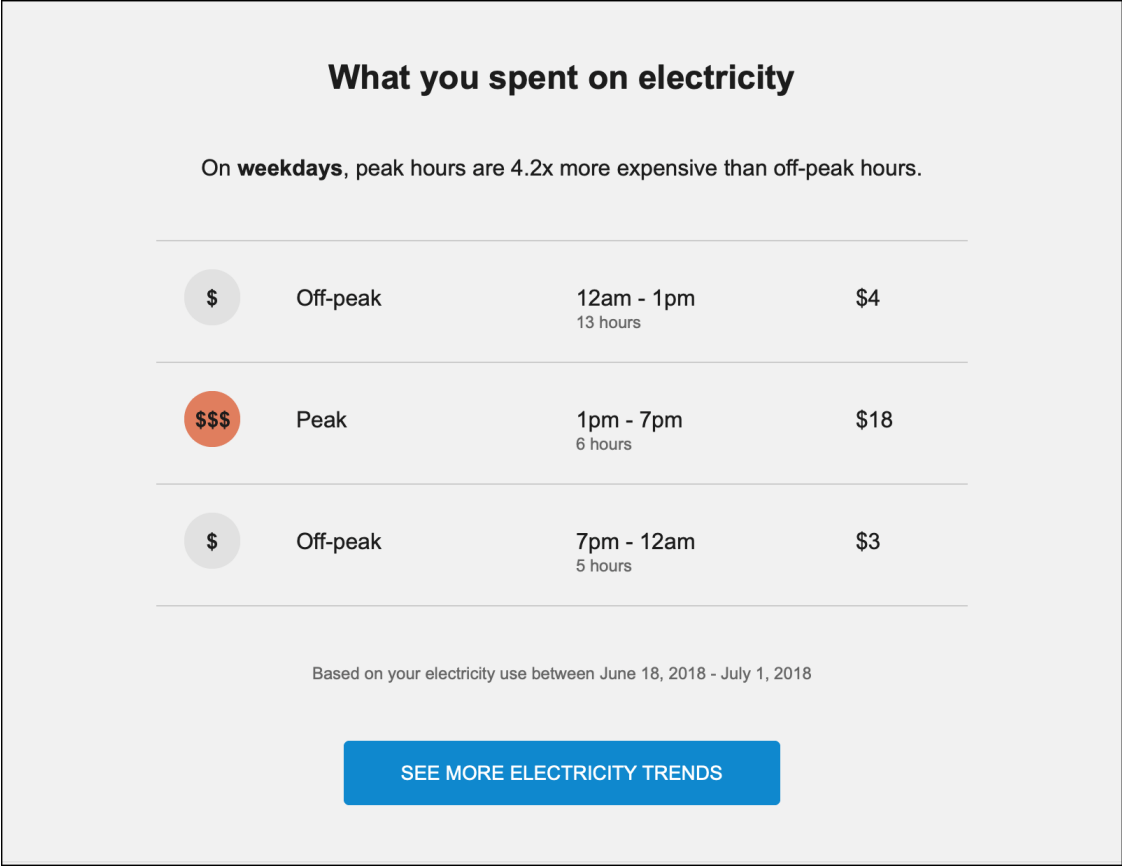 What you spent on electricity
On weekdays, peak hours are 4.2x more expensive than off-peak hours.
$ Off-peak 12am - 1pm $4
13 hours
$$$ Peak 1pm - 7pm $18
6 hours
$ Off-peak 7pm - 12am $3
5 hours
Based on your electricity use between June 18, 2018 - July 1, 2018
SEE MORE ELECTRICITY TRENDS